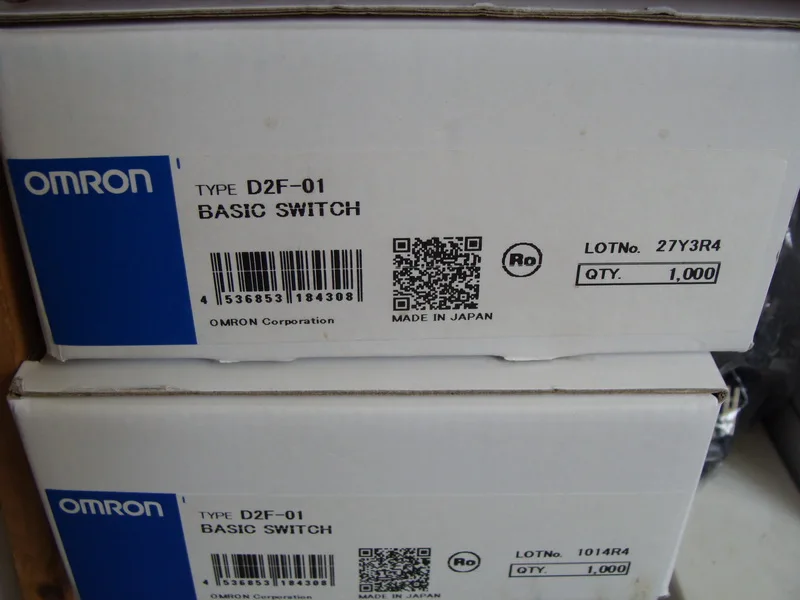 OMRON
TYPE D2F-01
BASIC SWITCH
4 536853 184308
OMRON Corporation
MADE IN JAPAN
Ro
LOTNo. 27Y3R4
QTY. 1,000
OMRON
TYPE D2F-01
BASIC SWITCH
4 536853 184308
OMRON Corporation
MADE IN JAPAN
Ro
LOTNo. 1014R4
QTY. 1,000